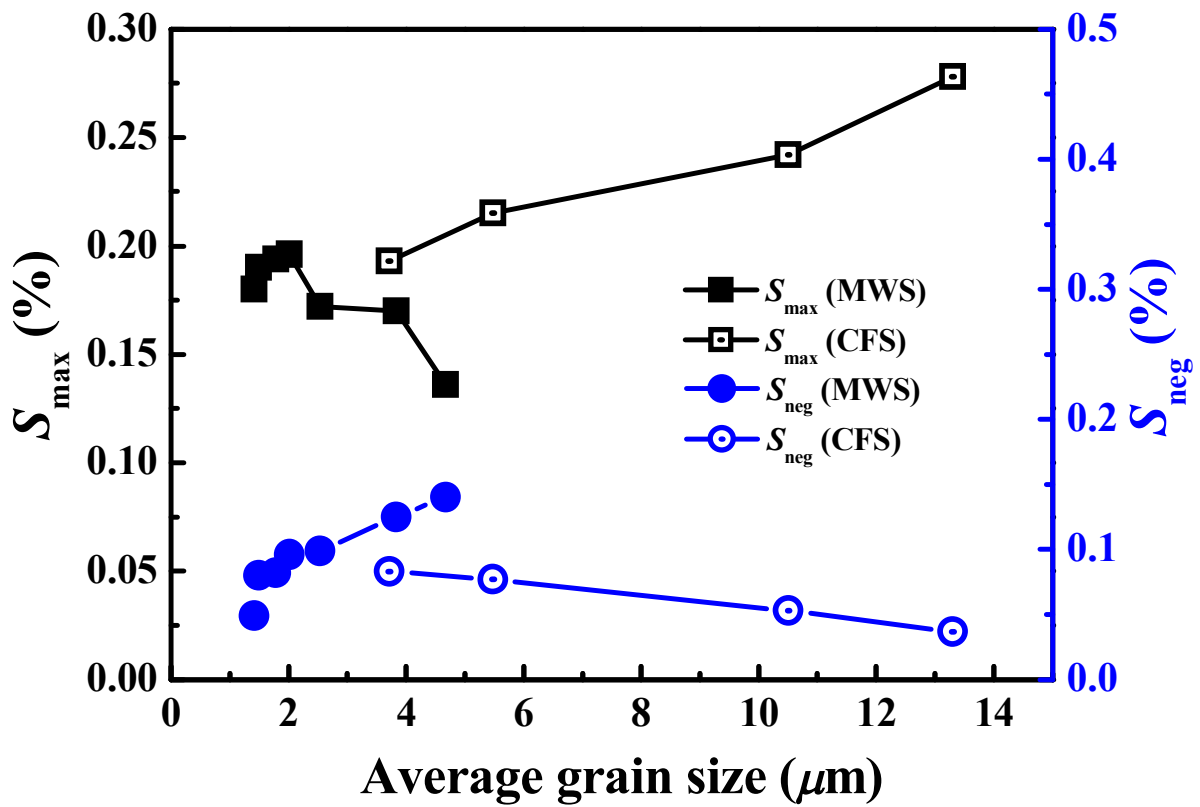 0.30
0.25
0.20
0.15
0.10
0.05
0.00
S_max (%)
0.5
0.4
0.3
0.2
0.1
0.0
S_neg (%)
S_max (MWS)
S_max (CFS)
S_neg (MWS)
S_neg (CFS)
0 2 4 6 8 10 12 14
Average grain size (μm)